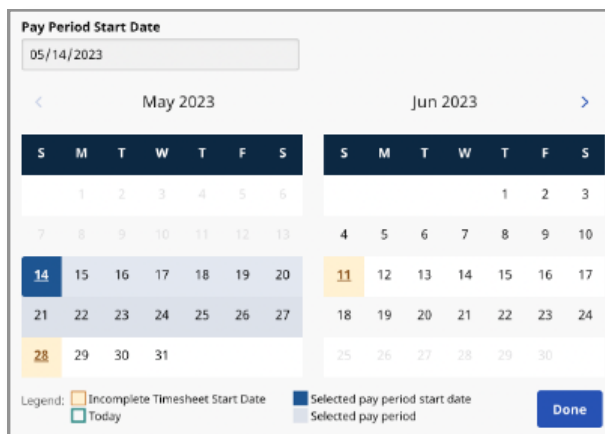 Pay Period Start Date
05/14/2023
< May 2023 Jun 2023 >
S M T W T F S S M T W T F S
1 2 3 4 5 6 1 2 3
7 8 9 10 11 12 13 4 5 6 7 8 9 10
14 15 16 17 18 19 20 11 12 13 14 15 16 17
21 22 23 24 25 26 27 18 19 20 21 22 23 24
28 29 30 31 25 26 27 28 29 30
Legend: Incomplete Timesheet Start Date Selected pay period start date
Today Selected pay period
Done